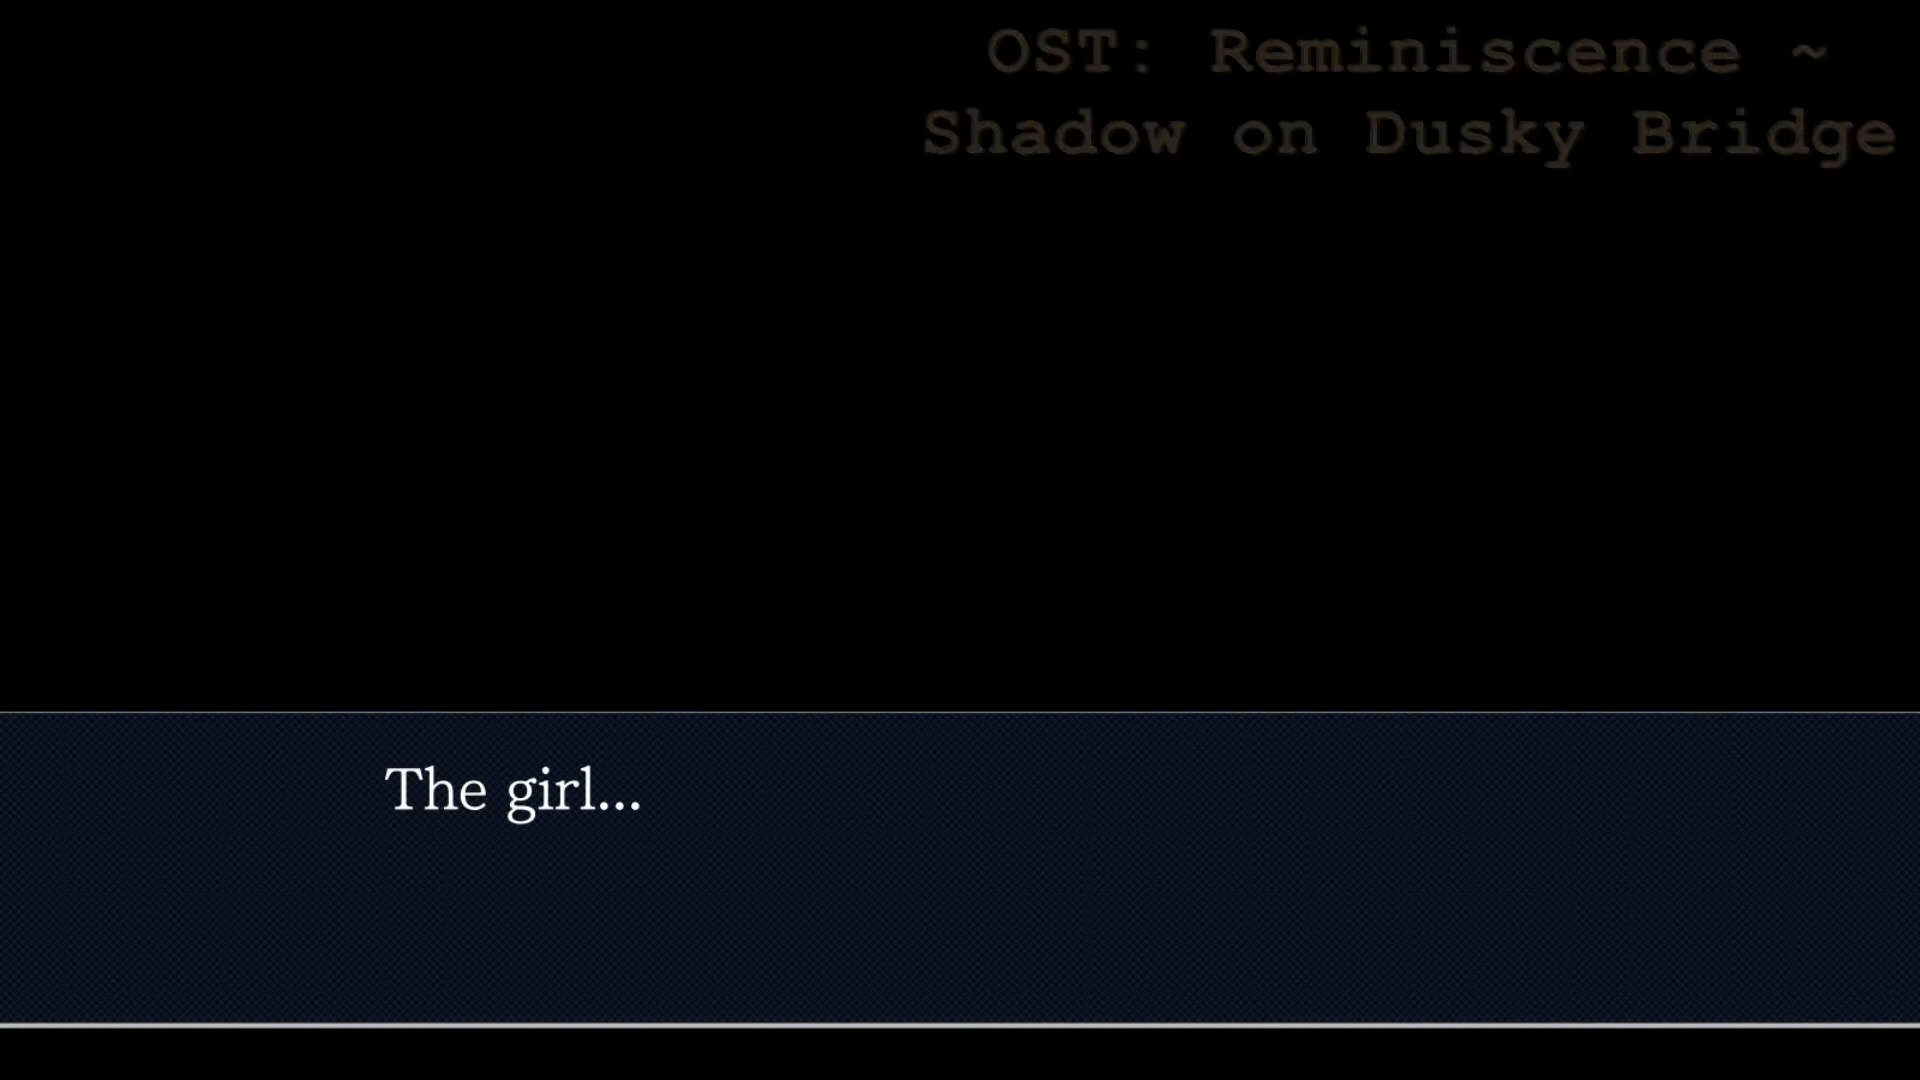 OST: Reminiscence ~
Shadow on Dusky Bridge
The girl...